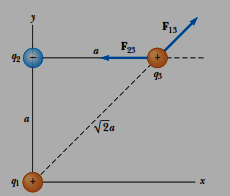 y
F₁₃
a
F₂₃
q₂
−
+
q₃
a
√2a
q₁
+
x